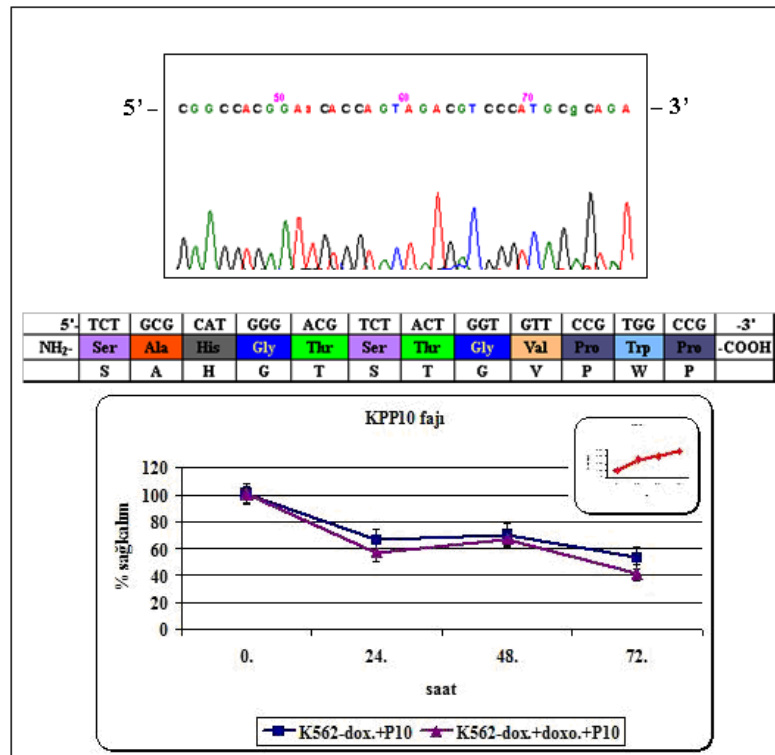 50 60 70
5’– CGGCCACGGAaCACCAGTAGACGTCCCATGCgCAGA – 3’
5'- TCT GCG CAT GGG ACG TCT ACT GGT GTT CCG TGG CCG -3'
NH₂- Ser Ala His Gly Thr Ser Thr Gly Val Pro Trp Pro -COOH
S A H G T S T G V P W P
KPP10 fajı
120
100
80
60
40
20
0
% sağkalım
0. 24. 48. 72.
saat
K562-dox.+P10 K562-dox.+doxo.+P10